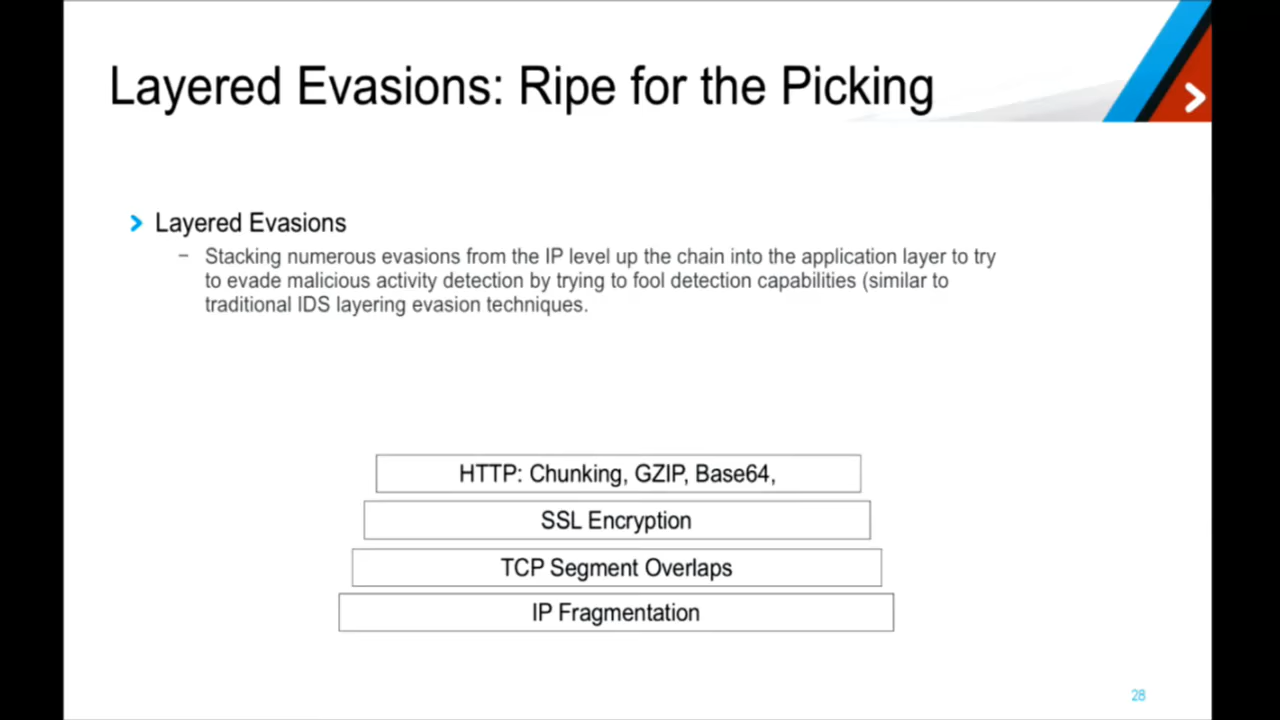 Layered Evasions: Ripe for the Picking
Layered Evasions
– Stacking numerous evasions from the IP level up the chain into the application layer to try
to evade malicious activity detection by trying to fool detection capabilities (similar to
traditional IDS layering evasion techniques.
HTTP: Chunking, GZIP, Base64,
SSL Encryption
TCP Segment Overlaps
IP Fragmentation
28